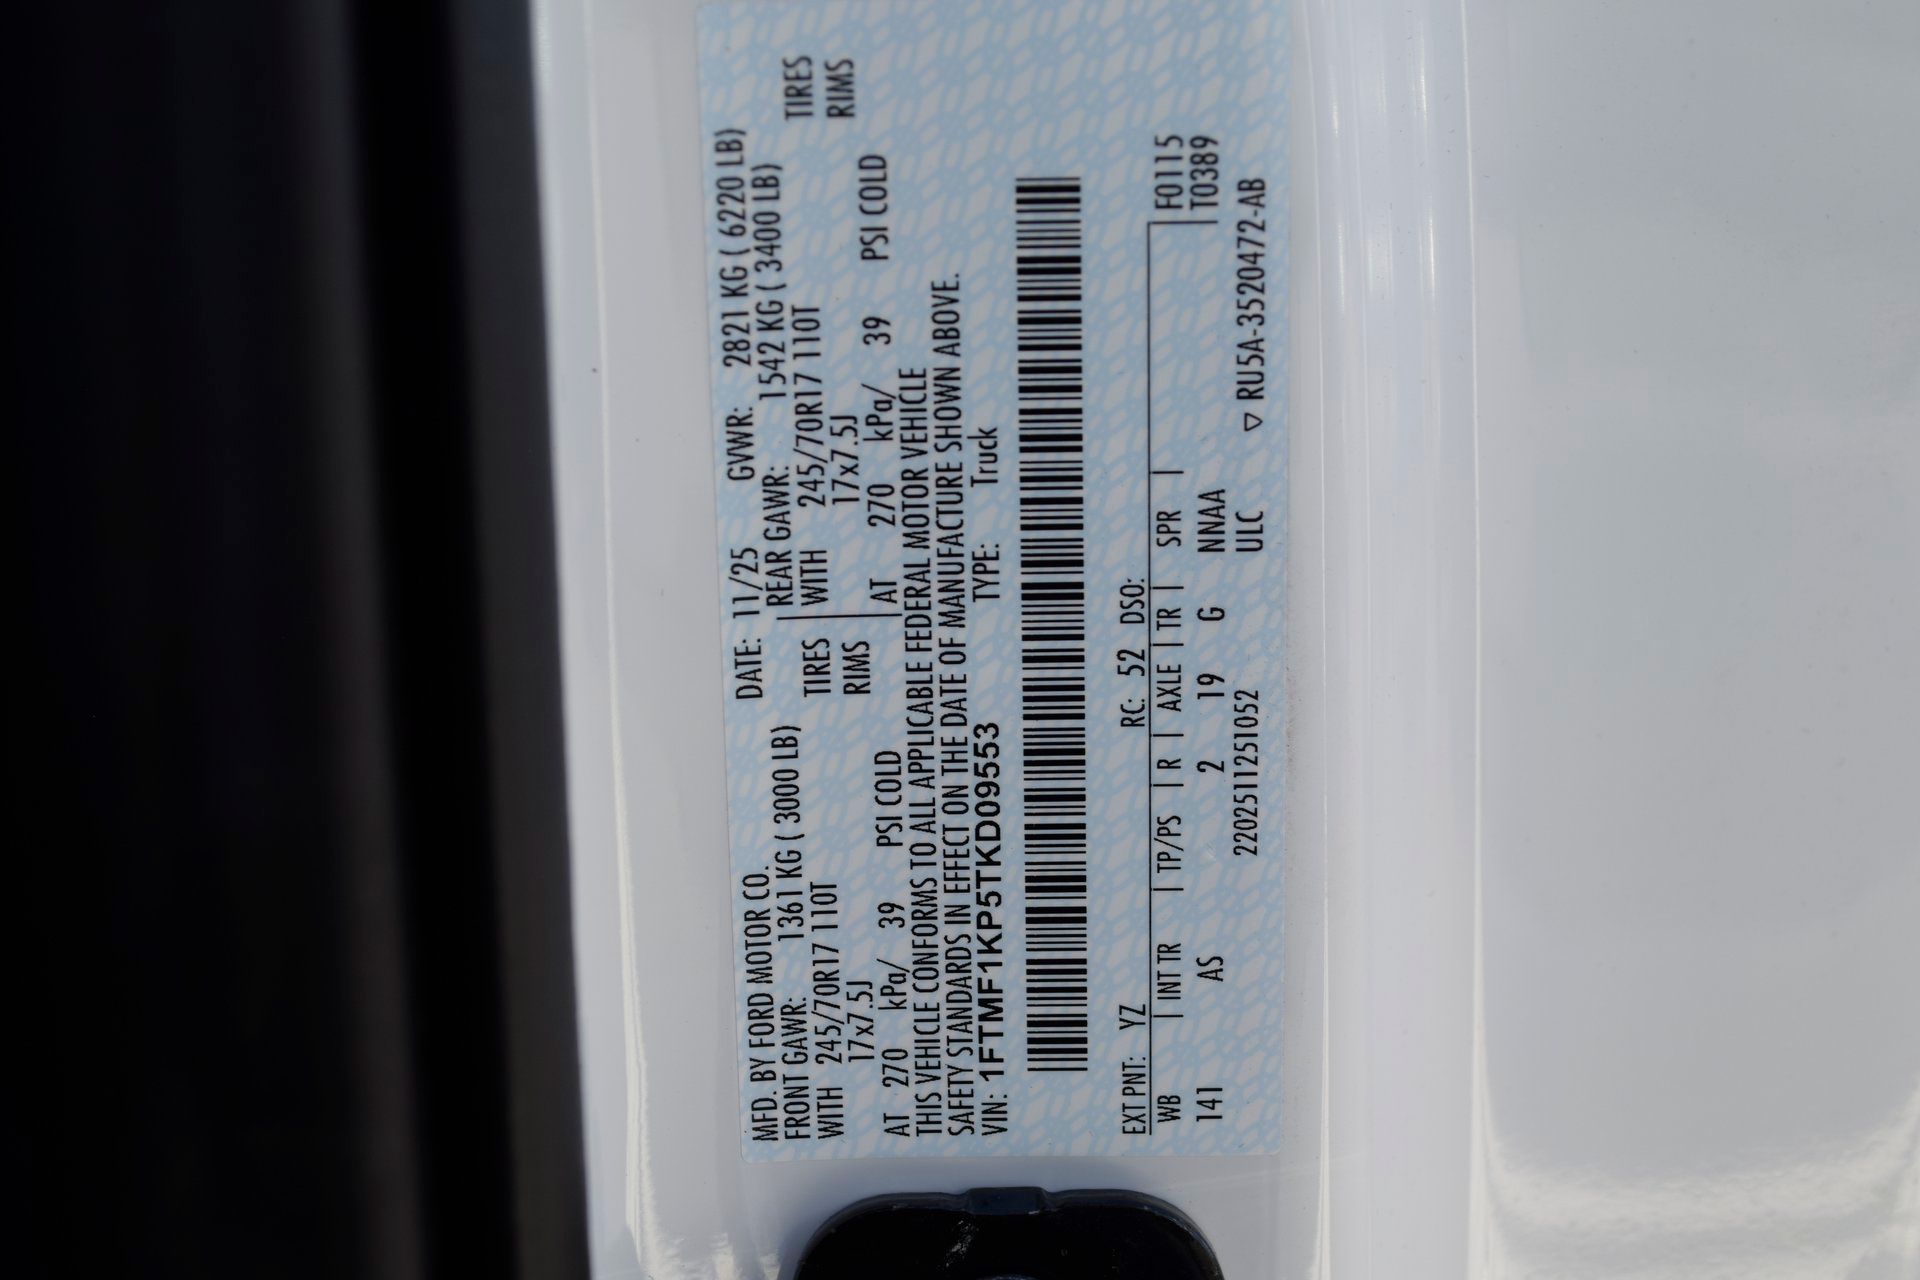 MFD. BY FORD MOTOR CO. DATE: 11/25 GVWR: 2821 KG ( 6220 LB)
FRONT GAWR: 1361 KG ( 3000 LB) REAR GAWR: 1542 KG ( 3400 LB)
WITH 245/70R17 110T TIRES WITH 245/70R17 110T TIRES
17x7.5J RIMS 17x7.5J RIMS
AT 270 kPa/ 39 PSI COLD AT 270 kPa/ 39 PSI COLD
THIS VEHICLE CONFORMS TO ALL APPLICABLE FEDERAL MOTOR VEHICLE
SAFETY STANDARDS IN EFFECT ON THE DATE OF MANUFACTURE SHOWN ABOVE.
VIN: 1FTMF1KP5TKD09553 TYPE: Truck
EXT PNT: YZ RC: 52 DSO: F0115
WB | INT TR | TP/PS | R | AXLE | TR | SPR | T0389
141 AS 2 19 G NNAA
2202511251052 ULC ▽ RU5A-3520472-AB